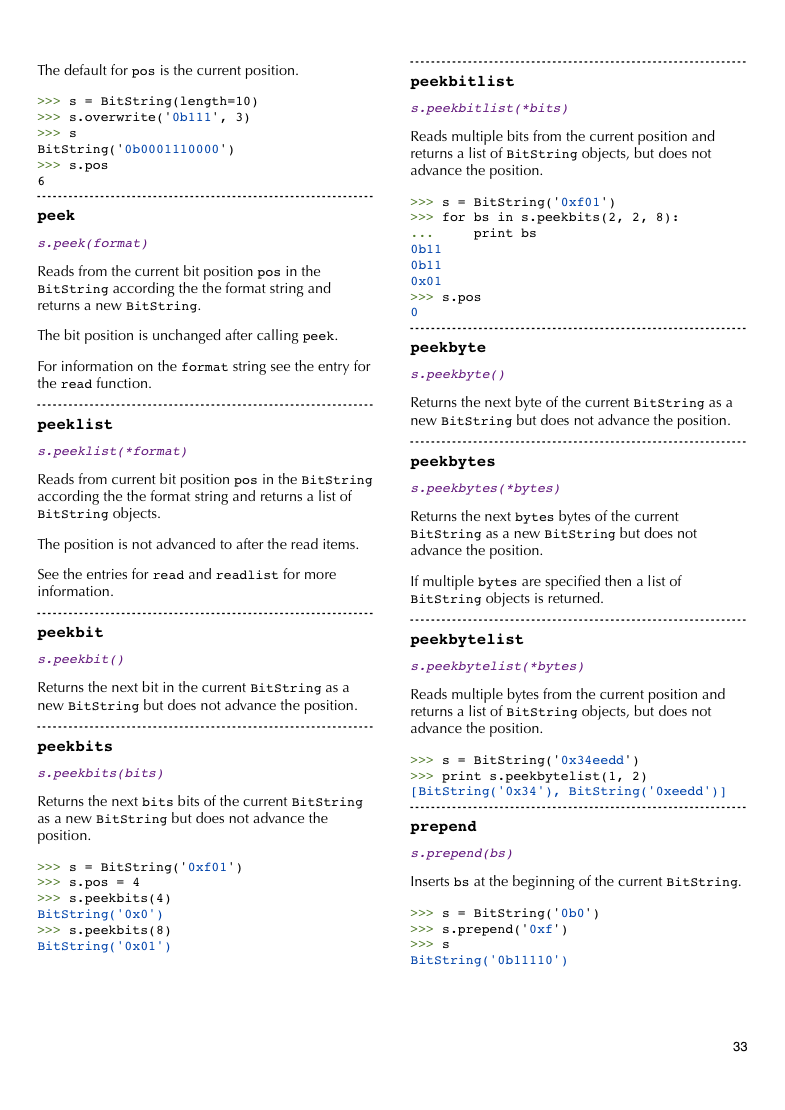 The default for pos is the current position.
>>> s = BitString(length=10)
>>> s.overwrite('0b111', 3)
>>> s
BitString('0b0001110000')
>>> s.pos
6
peek
s.peek(format)
Reads from the current bit position pos in the
BitString according the the format string and
returns a new BitString.
The bit position is unchanged after calling peek.
For information on the format string see the entry for
the read function.
peeklist
s.peeklist(*format)
Reads from current bit position pos in the BitString
according the the format string and returns a list of
BitString objects.
The position is not advanced to after the read items.
See the entries for read and readlist for more
information.
peekbit
s.peekbit()
Returns the next bit in the current BitString as a
new BitString but does not advance the position.
peekbits
s.peekbits(bits)
Returns the next bits bits of the current BitString
as a new BitString but does not advance the
position.
>>> s = BitString('0xf01')
>>> s.pos = 4
>>> s.peekbits(4)
BitString('0x0')
>>> s.peekbits(8)
BitString('0x01')
peekbitlist
s.peekbitlist(*bits)
Reads multiple bits from the current position and
returns a list of BitString objects, but does not
advance the position.
>>> s = BitString('0xf01')
>>> for bs in s.peekbits(2, 2, 8):
...     print bs
0b11
0b11
0x01
>>> s.pos
0
peekbyte
s.peekbyte()
Returns the next byte of the current BitString as a
new BitString but does not advance the position.
peekbytes
s.peekbytes(*bytes)
Returns the next bytes bytes of the current
BitString as a new BitString but does not
advance the position.
If multiple bytes are specified then a list of
BitString objects is returned.
peekbytelist
s.peekbytelist(*bytes)
Reads multiple bytes from the current position and
returns a list of BitString objects, but does not
advance the position.
>>> s = BitString('0x34eedd')
>>> print s.peekbytelist(1, 2)
[BitString('0x34'), BitString('0xeedd')]
prepend
s.prepend(bs)
Inserts bs at the beginning of the current BitString.
>>> s = BitString('0b0')
>>> s.prepend('0xf')
>>> s
BitString('0b11110')
33